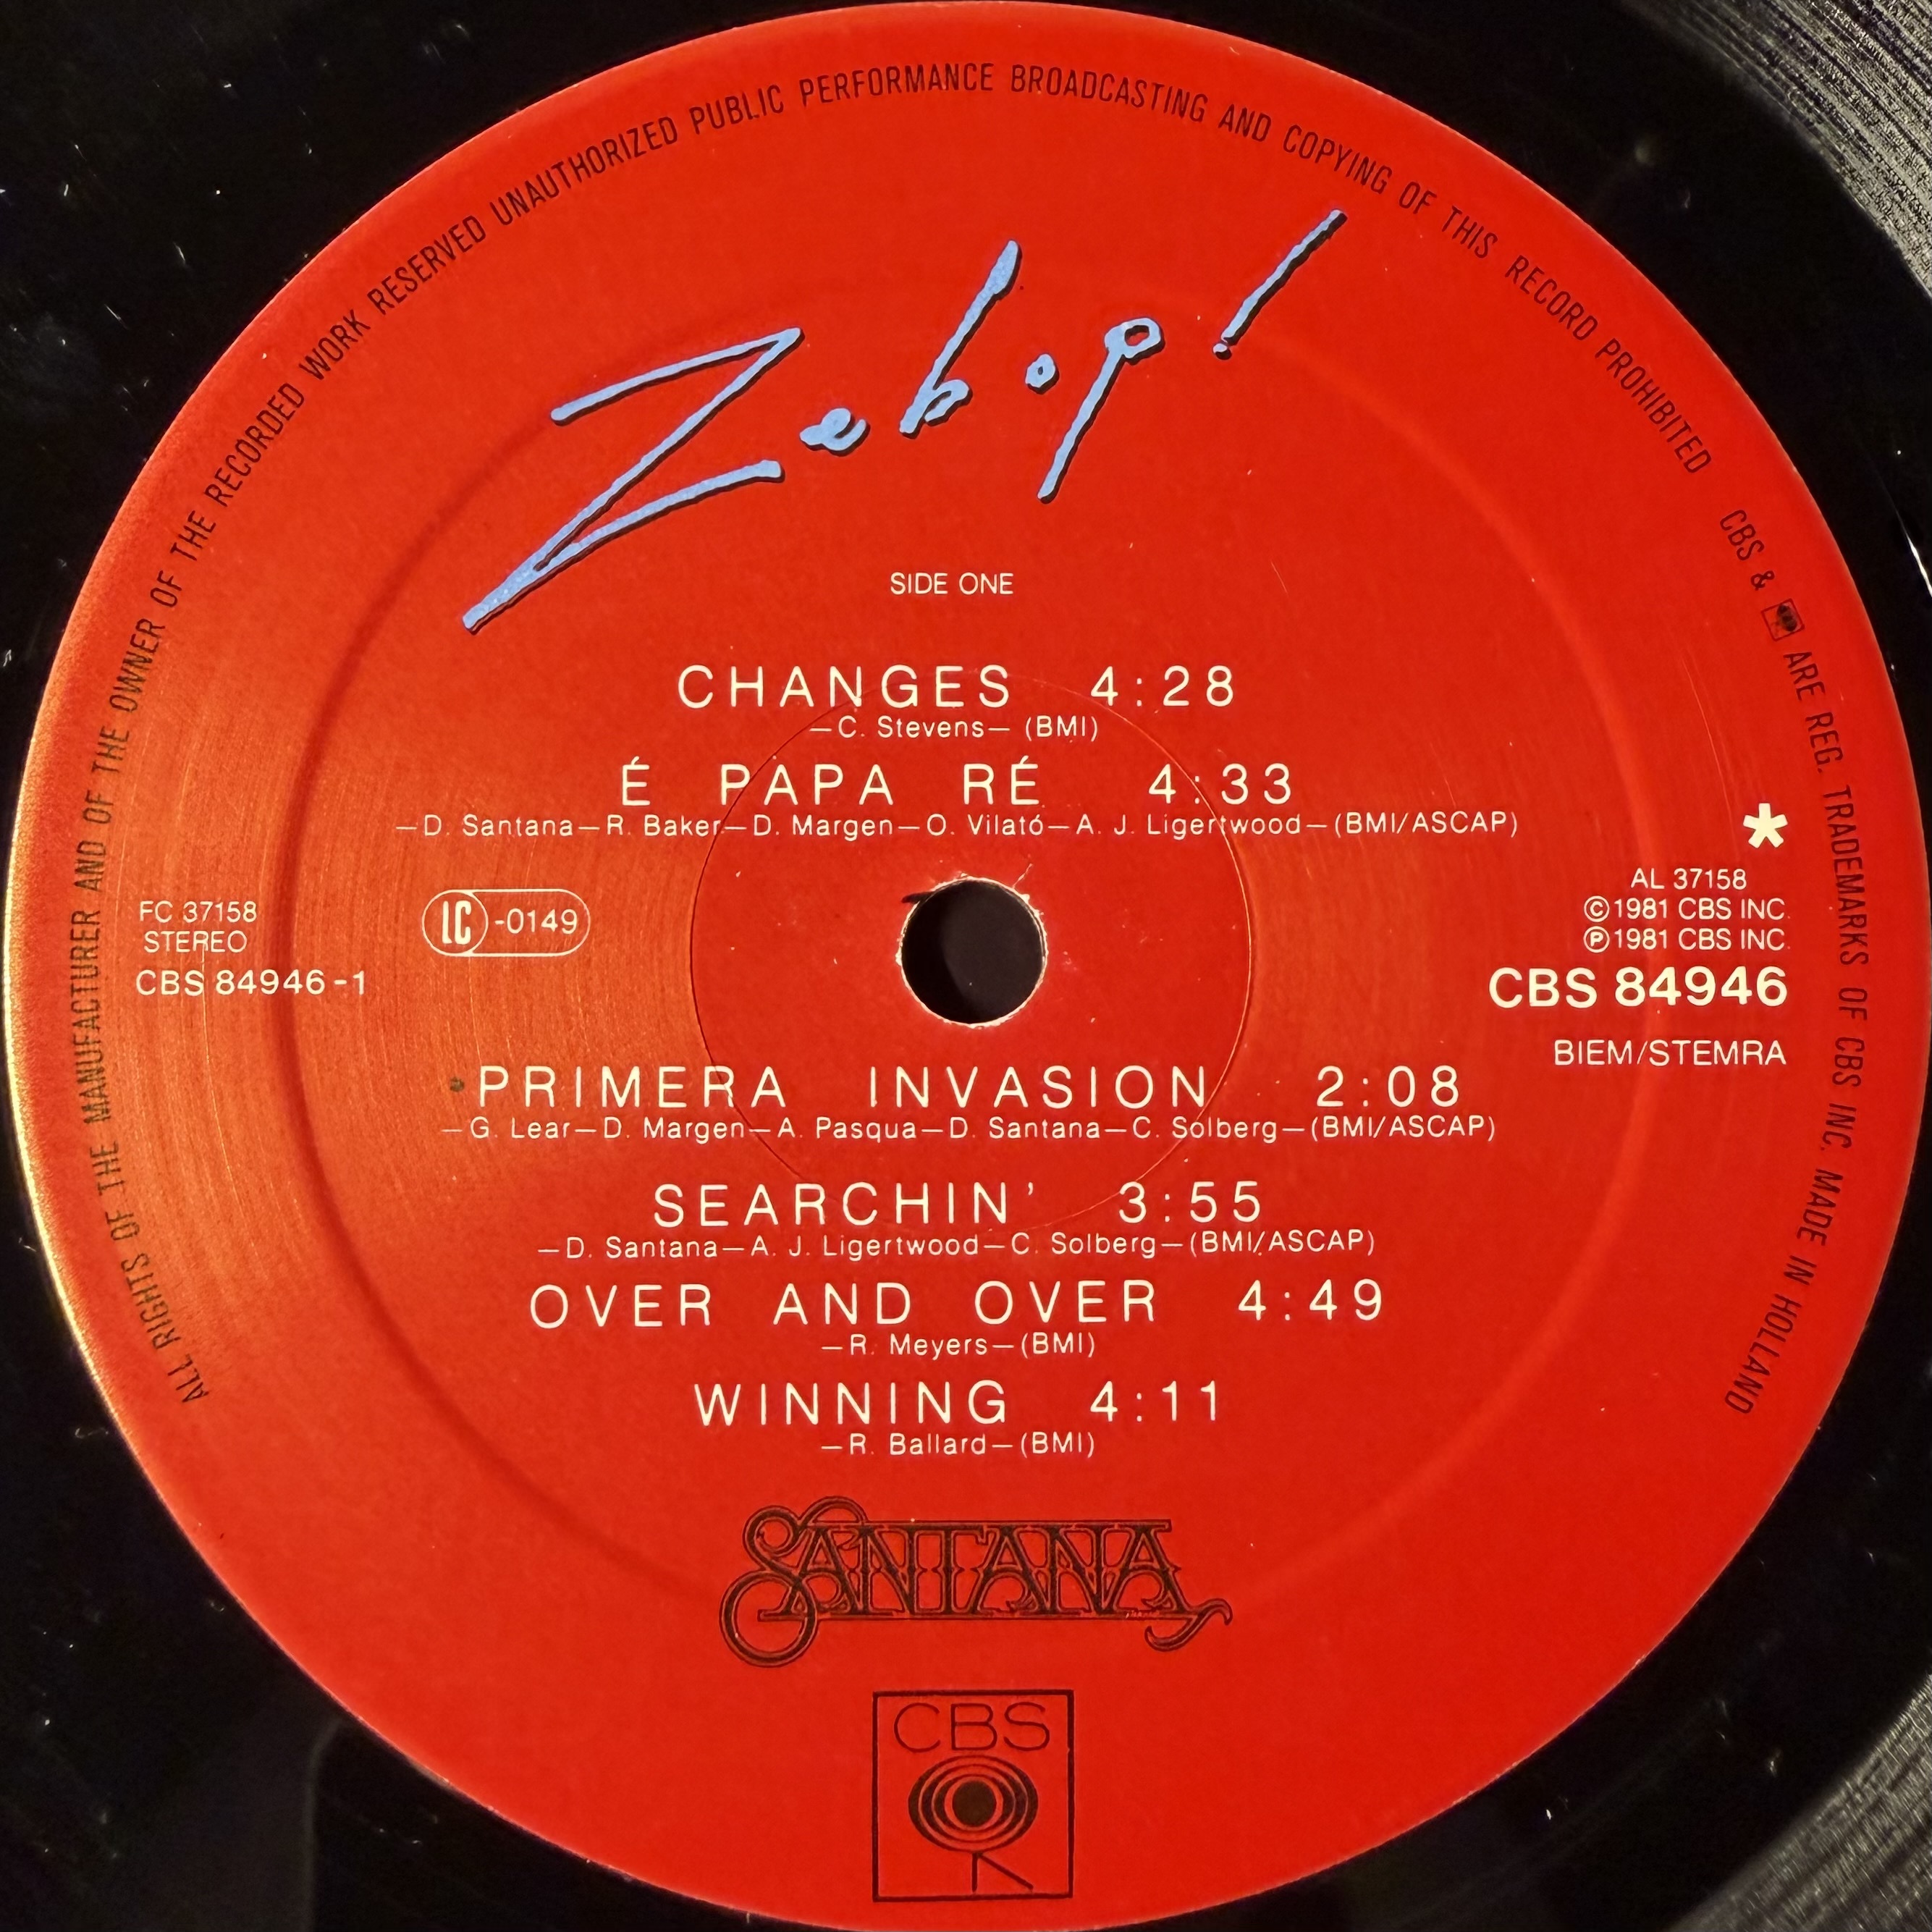 ALL RIGHTS OF THE MANUFACTURER AND OF THE OWNER OF THE RECORDED WORK RESERVED UNAUTHORIZED PUBLIC PERFORMANCE BROADCASTING AND COPYING OF THIS RECORD PROHIBITED CBS & ARE REG. TRADEMARKS OF CBS INC. MADE IN HOLLAND
Zebop!
SIDE ONE
CHANGES 4:28
—C. Stevens— (BMI)
É PAPA RÉ 4:33
—D. Santana—R. Baker—D. Margen—O. Vilató—A. J. Ligertwood—(BMI/ASCAP)
FC 37158
STEREO
CBS 84946-1
LC -0149
*
AL 37158
©1981 CBS INC.
℗1981 CBS INC.
CBS 84946
BIEM/STEMRA
PRIMERA INVASION 2:08
—G. Lear—D. Margen—A. Pasqua—D. Santana—C. Solberg—(BMI/ASCAP)
SEARCHIN' 3:55
—D. Santana—A. J. Ligertwood—C. Solberg—(BMI/ASCAP)
OVER AND OVER 4:49
—R. Meyers—(BMI)
WINNING 4:11
—R. Ballard—(BMI)
SANTANA
CBS